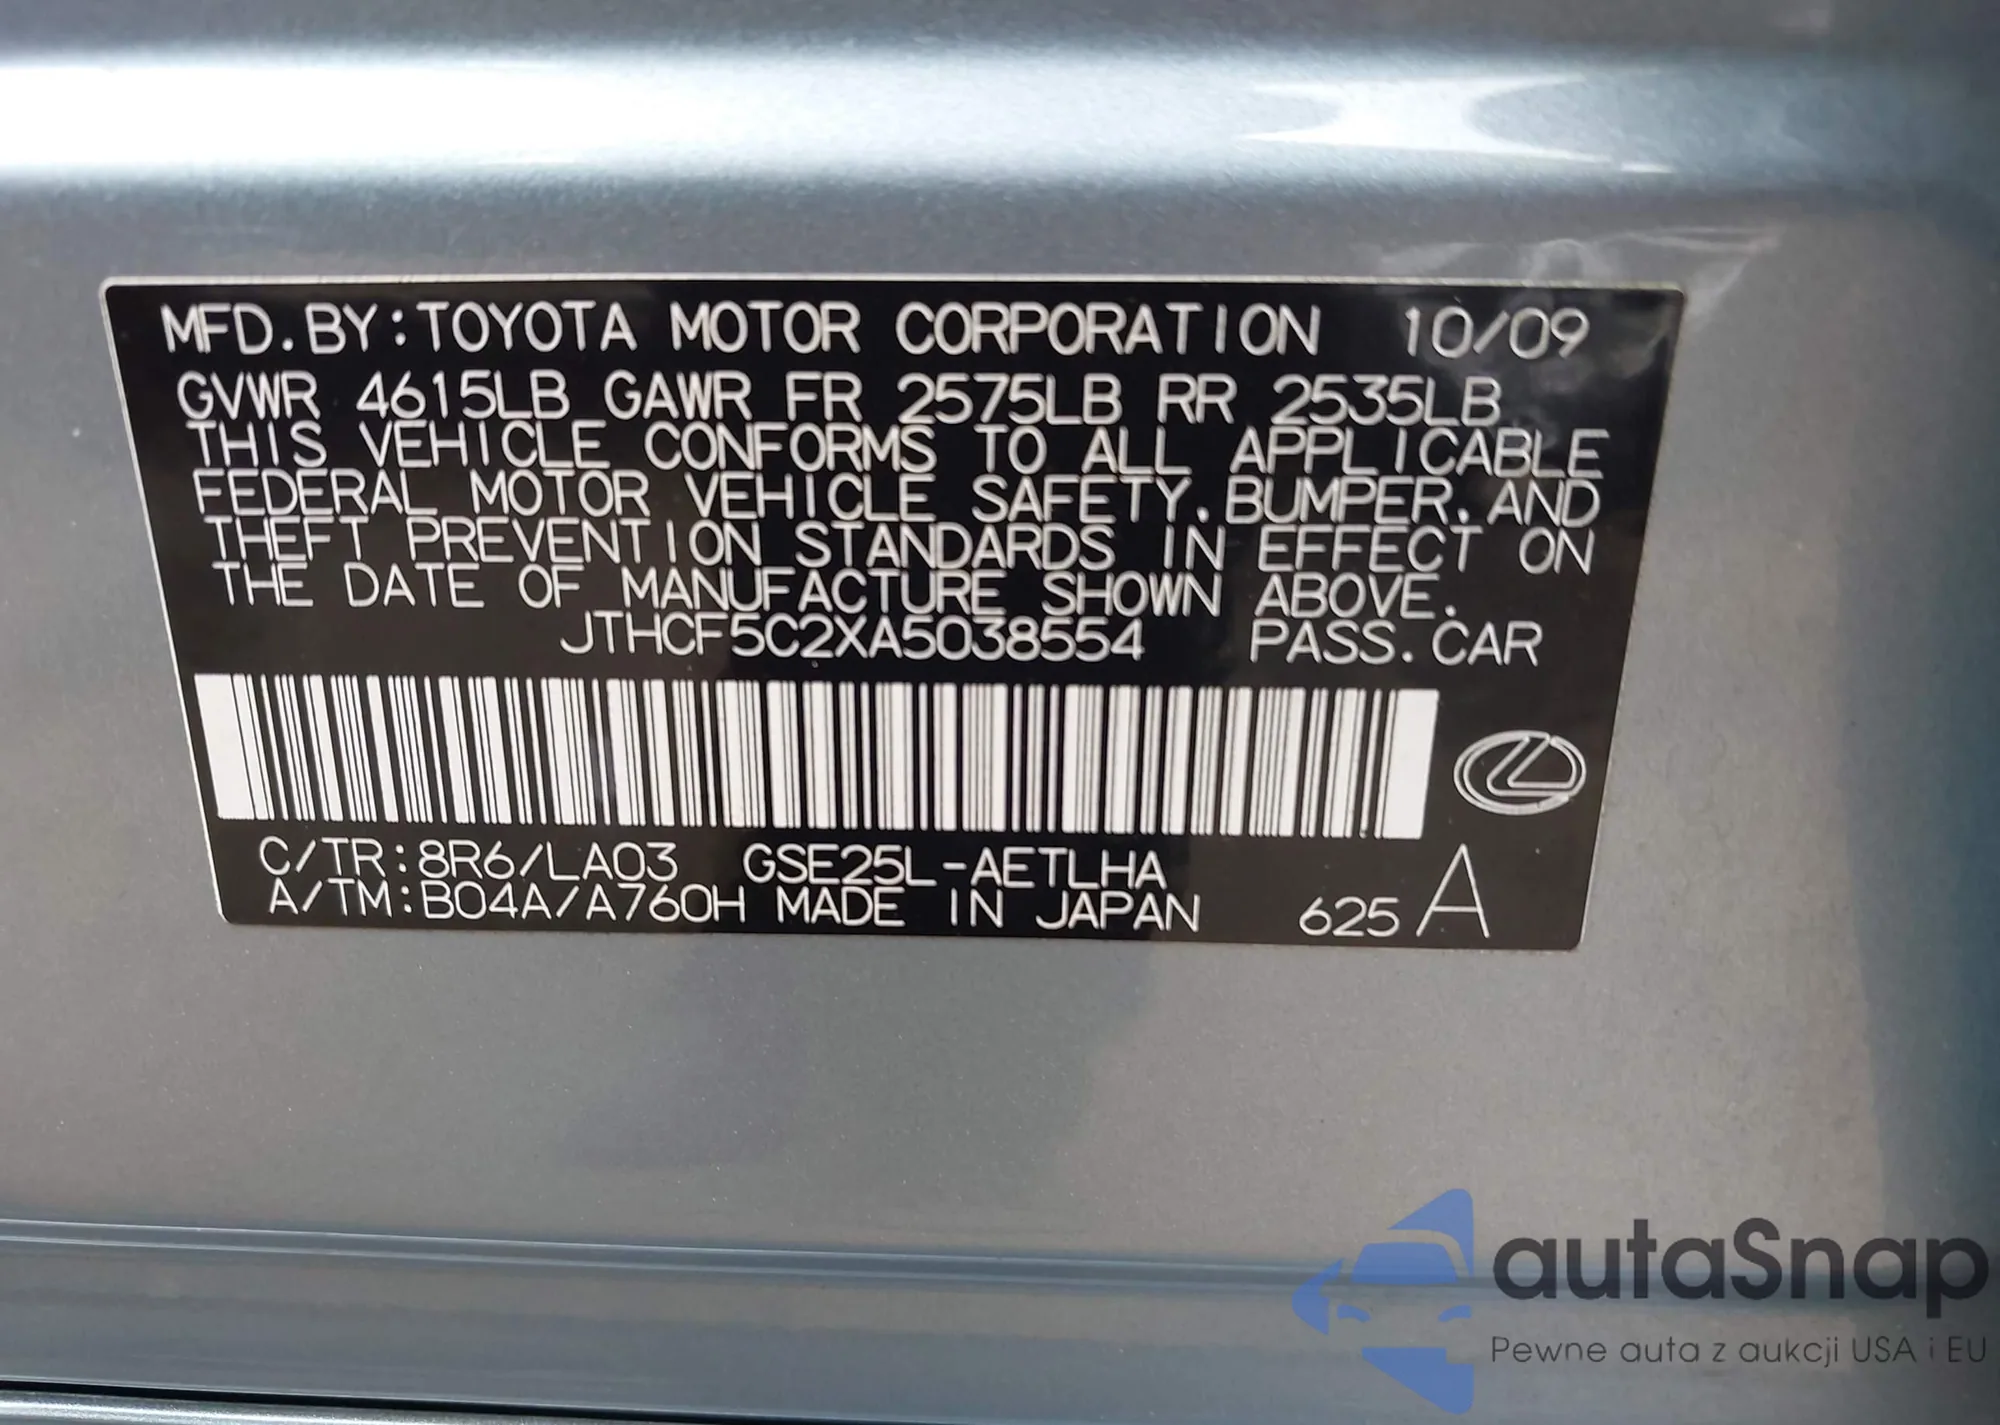 MFD. BY: TOYOTA MOTOR CORPORATION 10/09
GVWR 4615LB GAWR FR 2575LB RR 2535LB
THIS VEHICLE CONFORMS TO ALL APPLICABLE
FEDERAL MOTOR VEHICLE SAFETY, BUMPER, AND
THEFT PREVENTION STANDARDS IN EFFECT ON
THE DATE OF MANUFACTURE SHOWN ABOVE.
JTHCF5C2XA5038554 PASS. CAR
C/TR: 8R6/LA03 GSE25L-AETLHA
A/TM: B04A/A760H MADE IN JAPAN 625 A
autaSnap
Pewne auta z aukcji USA i EU